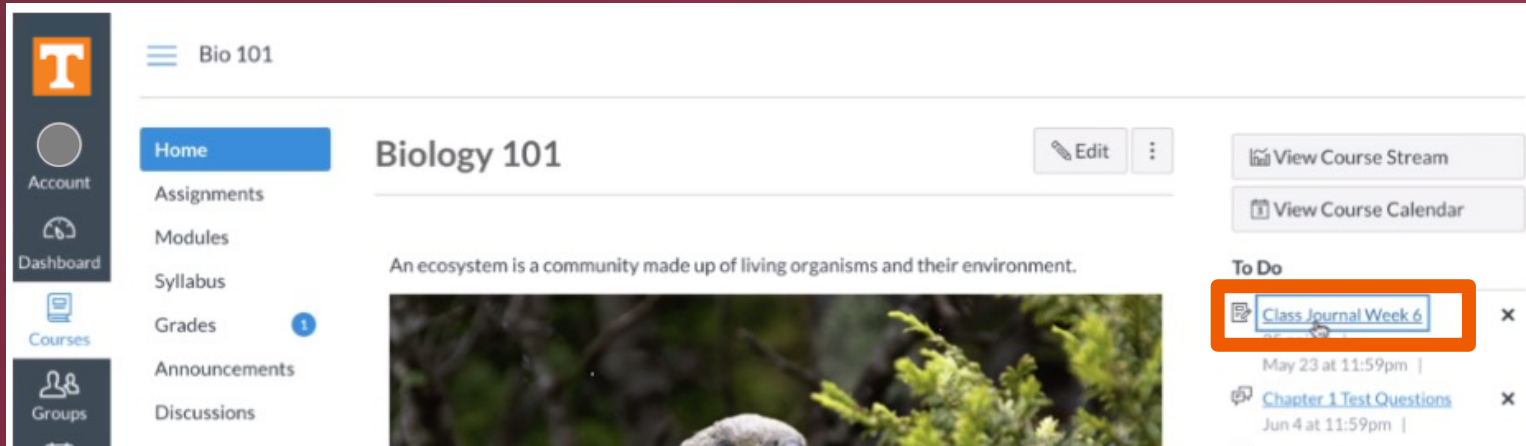 T
Bio 101
Account
Dashboard
Courses
Groups
Home
Assignments
Modules
Syllabus
Grades 1
Announcements
Discussions
Biology 101
Edit
An ecosystem is a community made up of living organisms and their environment.
View Course Stream
View Course Calendar
To Do
Class Journal Week 6
May 23 at 11:59pm |
Chapter 1 Test Questions
Jun 4 at 11:59pm |